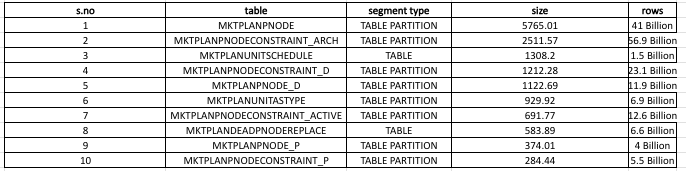 s.no table segment type size rows
1 MKTPLANPNODE TABLE PARTITION 5765.01 41 Billion
2 MKTPLANPNODECONSTRAINT_ARCH TABLE PARTITION 2511.57 56.9 Billion
3 MKTPLANUNITSCHEDULE TABLE 1308.2 1.5 Billion
4 MKTPLANPNODECONSTRAINT_D TABLE PARTITION 1212.28 23.1 Billion
5 MKTPLANPNODE_D TABLE PARTITION 1122.69 11.9 Billion
6 MKTPLANUNITASTYPE TABLE PARTITION 929.92 6.9 Billion
7 MKTPLANPNODECONSTRAINT_ACTIVE TABLE PARTITION 691.77 12.6 Billion
8 MKTPLANDEADPNODEREPLACE TABLE 583.89 6.6 Billion
9 MKTPLANPNODE_P TABLE PARTITION 374.01 4 Billion
10 MKTPLANPNODECONSTRAINT_P TABLE PARTITION 284.44 5.5 Billion